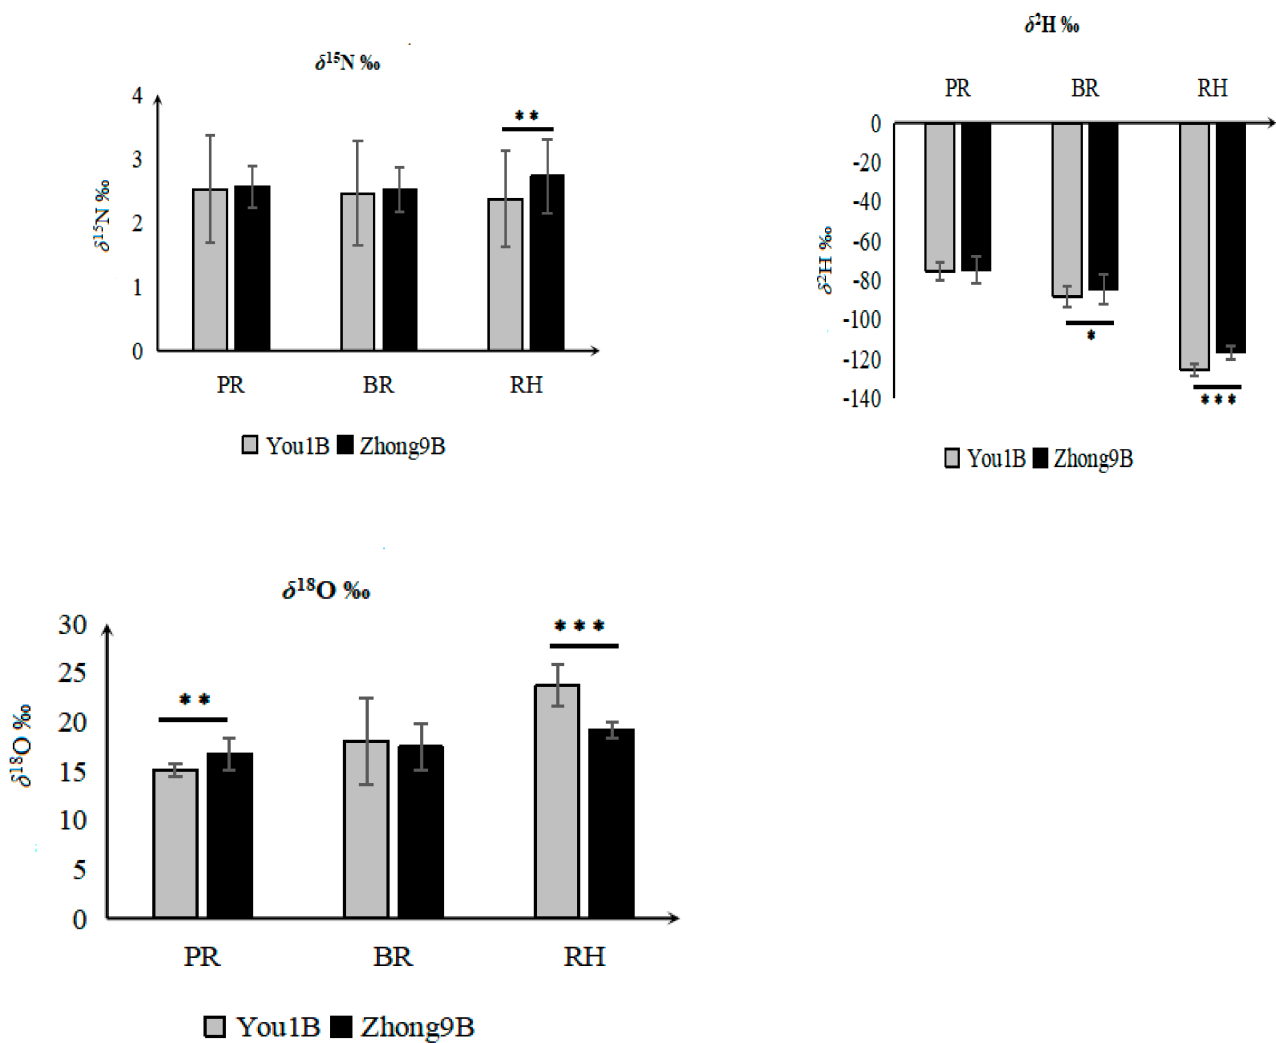 δ¹⁵N ‰
4
3
2
1
0
δ¹⁵N ‰
**
PR BR RH
You1B Zhong9B
δ²H ‰
PR BR RH
0
-20
-40
-60
-80
-100
-120
-140
δ²H ‰
*
***
You1B Zhong9B
δ¹⁸O ‰
30
25
20
15
10
5
0
δ¹⁸O ‰
**
***
PR BR RH
You1B Zhong9B